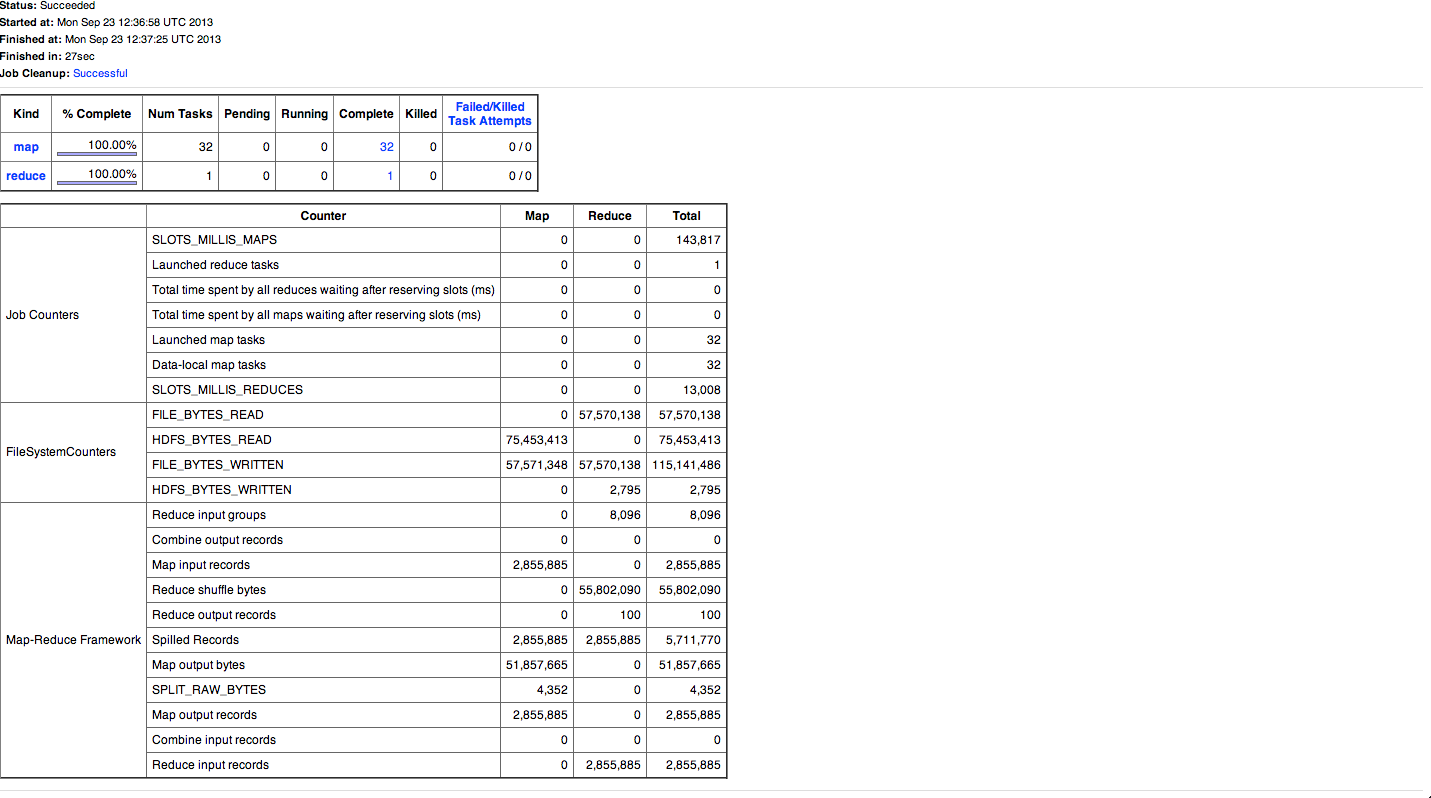 Status: Succeeded
Started at: Mon Sep 23 12:36:58 UTC 2013
Finished at: Mon Sep 23 12:37:25 UTC 2013
Finished in: 27sec
Job Cleanup: Successful
Kind % Complete Num Tasks Pending Running Complete Killed Failed/Killed Task Attempts
map 100.00% 32 0 0 32 0 0 / 0
reduce 100.00% 1 0 0 1 0 0 / 0
Counter Map Reduce Total
Job Counters
SLOTS_MILLIS_MAPS 0 0 143,817
Launched reduce tasks 0 0 1
Total time spent by all reduces waiting after reserving slots (ms) 0 0 0
Total time spent by all maps waiting after reserving slots (ms) 0 0 0
Launched map tasks 0 0 32
Data-local map tasks 0 0 32
SLOTS_MILLIS_REDUCES 0 0 13,008
FileSystemCounters
FILE_BYTES_READ 0 57,570,138 57,570,138
HDFS_BYTES_READ 75,453,413 0 75,453,413
FILE_BYTES_WRITTEN 57,571,348 57,570,138 115,141,486
HDFS_BYTES_WRITTEN 0 2,795 2,795
Map-Reduce Framework
Reduce input groups 0 8,096 8,096
Combine output records 0 0 0
Map input records 2,855,885 0 2,855,885
Reduce shuffle bytes 0 55,802,090 55,802,090
Reduce output records 0 100 100
Spilled Records 2,855,885 2,855,885 5,711,770
Map output bytes 51,857,665 0 51,857,665
SPLIT_RAW_BYTES 4,352 0 4,352
Map output records 2,855,885 0 2,855,885
Combine input records 0 0 0
Reduce input records 0 2,855,885 2,855,885